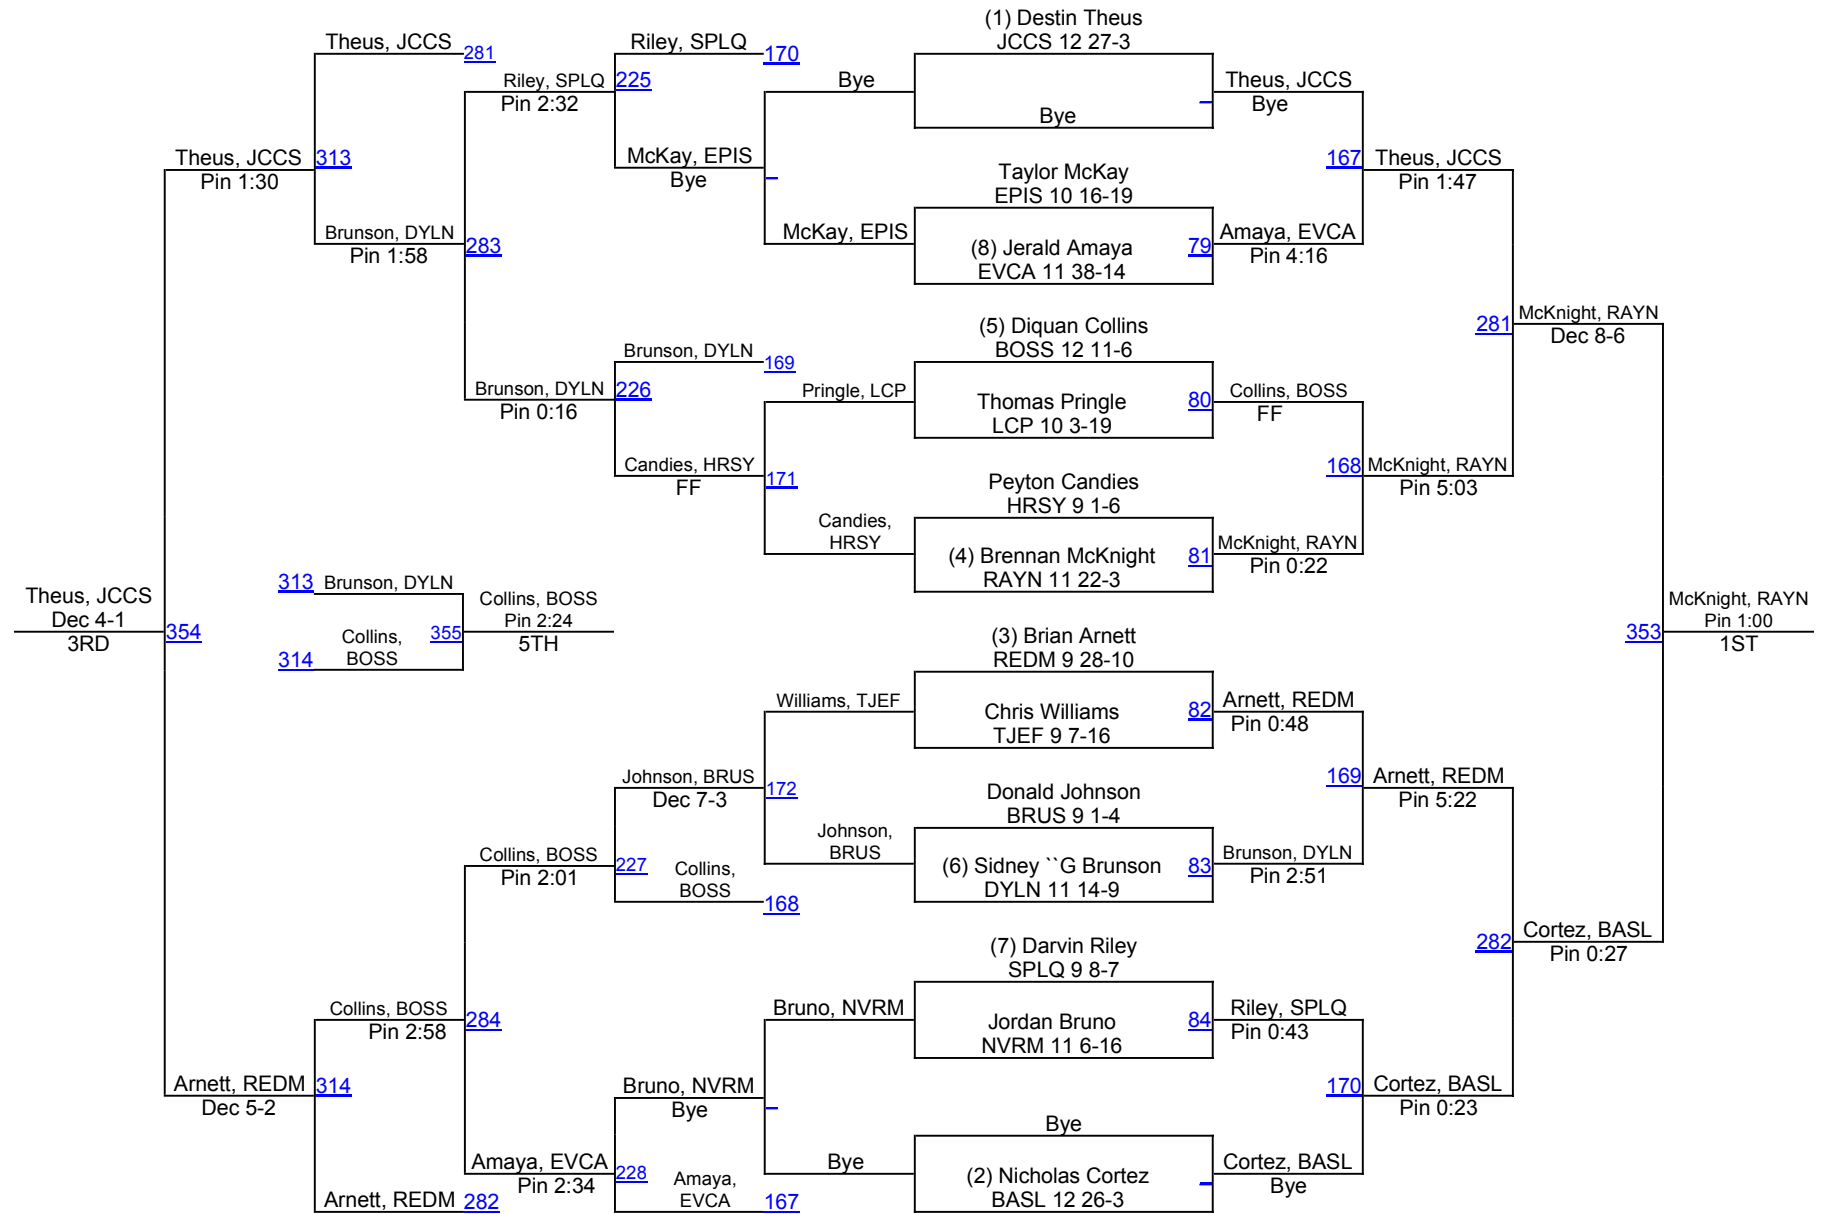 (1) Destin Theus
JCCS 12 27-3
Theus, JCCS
281
Riley, SPLQ
170
Riley, SPLQ
225
Pin 2:32
Bye
Bye
Theus, JCCS
Bye
McKay, EPIS
Bye
Theus, JCCS
313
Pin 1:30
167
Theus, JCCS
Pin 1:47
Taylor McKay
EPIS 10 16-19
Brunson, DYLN
283
Pin 1:58
McKay, EPIS
(8) Jerald Amaya
EVCA 11 38-14
79
Amaya, EVCA
Pin 4:16
(5) Diquan Collins
BOSS 12 11-6
281
McKnight, RAYN
Dec 8-6
Brunson, DYLN
169
Brunson, DYLN
226
Pin 0:16
Pringle, LCP
Thomas Pringle
LCP 10 3-19
80
Collins, BOSS
FF
Candies, HRSY
FF
171
168
McKnight, RAYN
Pin 5:03
Peyton Candies
HRSY 9 1-6
Candies,
HRSY
(4) Brennan McKnight
RAYN 11 22-3
81
McKnight, RAYN
Pin 0:22
Theus, JCCS
Dec 4-1
3RD
354
313
Brunson, DYLN
314
Collins,
BOSS
355
Collins, BOSS
Pin 2:24
5TH
353
McKnight, RAYN
Pin 1:00
1ST
(3) Brian Arnett
REDM 9 28-10
Williams, TJEF
Chris Williams
TJEF 9 7-16
82
Arnett, REDM
Pin 0:48
Johnson, BRUS
Dec 7-3
172
169
Arnett, REDM
Pin 5:22
Donald Johnson
BRUS 9 1-4
Johnson,
BRUS
(6) Sidney ``G Brunson
DYLN 11 14-9
83
Brunson, DYLN
Pin 2:51
Collins, BOSS
Pin 2:01
227
Collins,
BOSS
168
(7) Darvin Riley
SPLQ 9 8-7
282
Cortez, BASL
Pin 0:27
Collins, BOSS
Pin 2:58
284
Bruno, NVRM
Jordan Bruno
NVRM 11 6-16
84
Riley, SPLQ
Pin 0:43
Arnett, REDM
Dec 5-2
314
Bruno, NVRM
Bye
170
Cortez, BASL
Pin 0:23
Bye
Amaya, EVCA
Pin 2:34
228
Bye
(2) Nicholas Cortez
BASL 12 26-3
Cortez, BASL
Bye
Arnett, REDM
282
Amaya,
EVCA
167